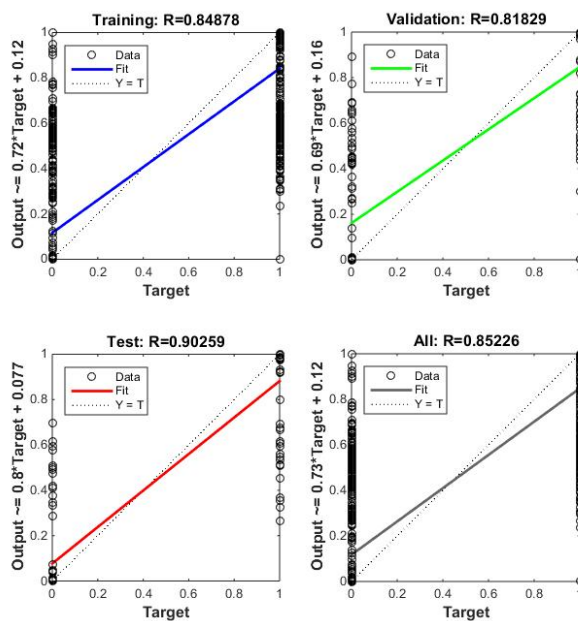 Training: R=0.84878
Output ~= 0.72*Target + 0.12
1
0.8
0.6
0.4
0.2
0
Data
Fit
Y = T
0 0.2 0.4 0.6 0.8 1
Target
Validation: R=0.81829
Output ~= 0.69*Target + 0.16
1
0.8
0.6
0.4
0.2
0
Data
Fit
Y = T
0 0.2 0.4 0.6 0.8 1
Target
Test: R=0.90259
Output ~= 0.8*Target + 0.077
1
0.8
0.6
0.4
0.2
0
Data
Fit
Y = T
0 0.2 0.4 0.6 0.8 1
Target
All: R=0.85226
Output ~= 0.73*Target + 0.12
1
0.8
0.6
0.4
0.2
0
Data
Fit
Y = T
0 0.2 0.4 0.6 0.8 1
Target